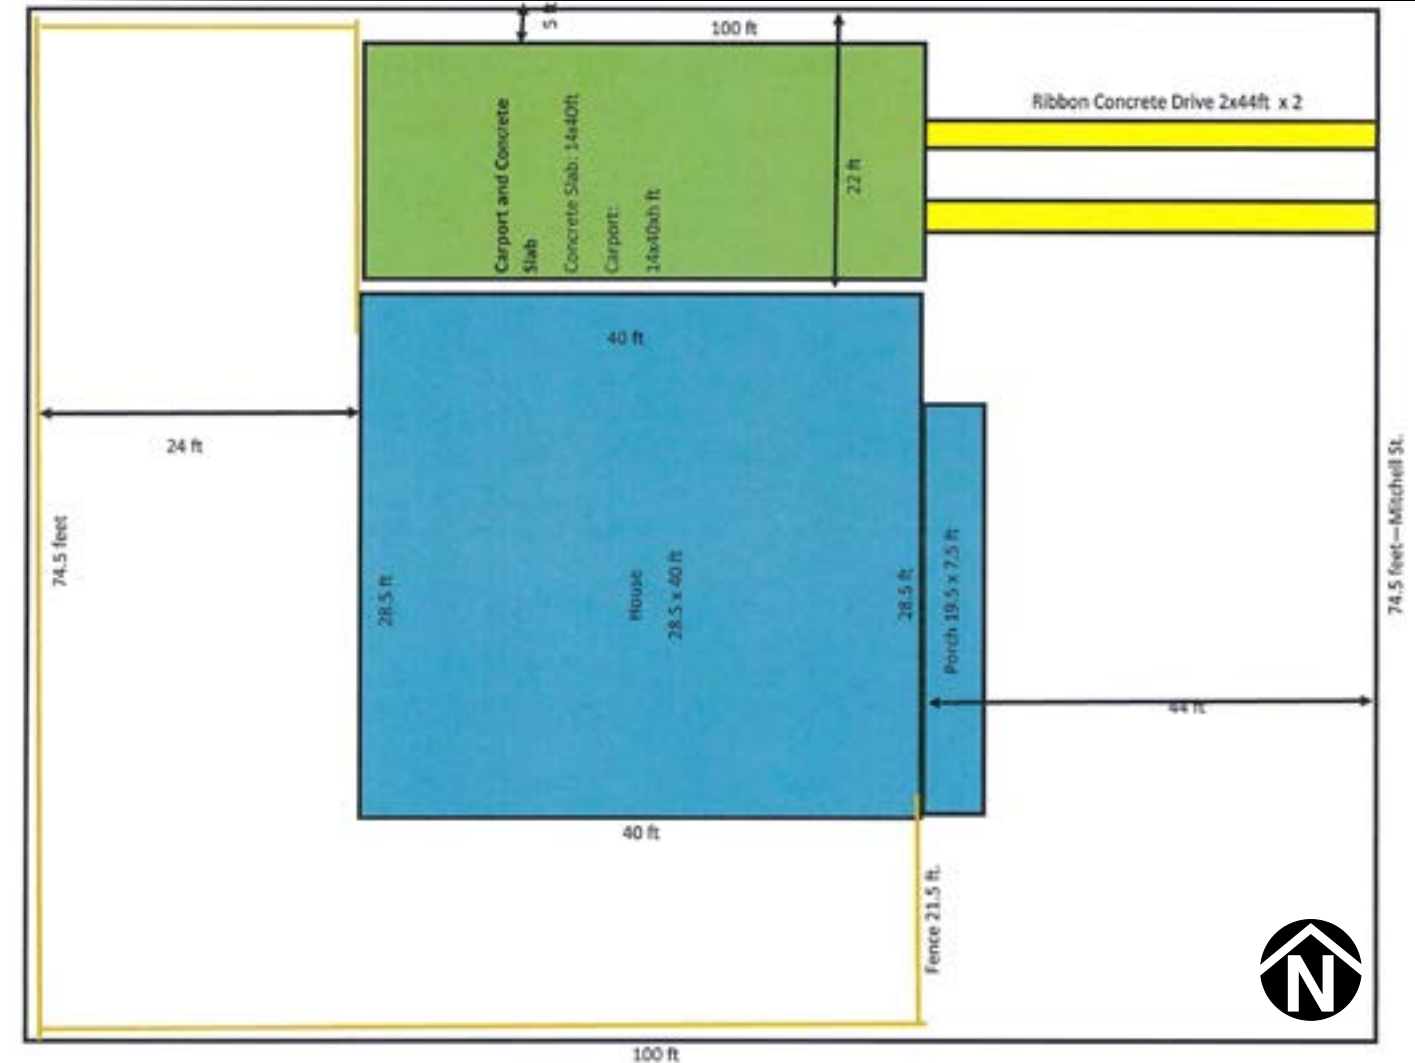 5 ft
100 ft
Ribbon Concrete Drive 2x44ft x 2
Carport and Concrete
Slab
Concrete Slab: 14x40ft
Carport:
14x40xh ft
22 ft
40 ft
24 ft
74.5 feet
28.5 ft
House
28.5 x 40 ft
28.5 ft
Porch 19.5 x 7.5 ft
44 ft
74.5 feet—Mitchell St.
40 ft
Fence 21.5 ft.
N
100 ft